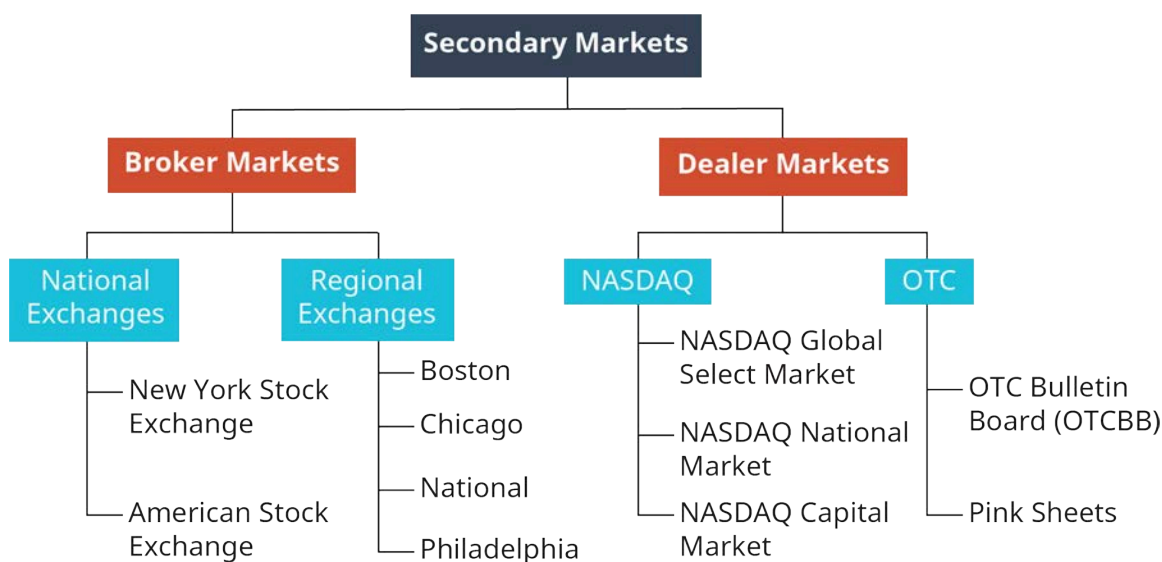 Secondary Markets
Broker Markets
Dealer Markets
National
Exchanges
Regional
Exchanges
NASDAQ
OTC
New York Stock
Exchange
American Stock
Exchange
Boston
Chicago
National
Philadelphia
NASDAQ Global
Select Market
NASDAQ National
Market
NASDAQ Capital
Market
OTC Bulletin
Board (OTCBB)
Pink Sheets